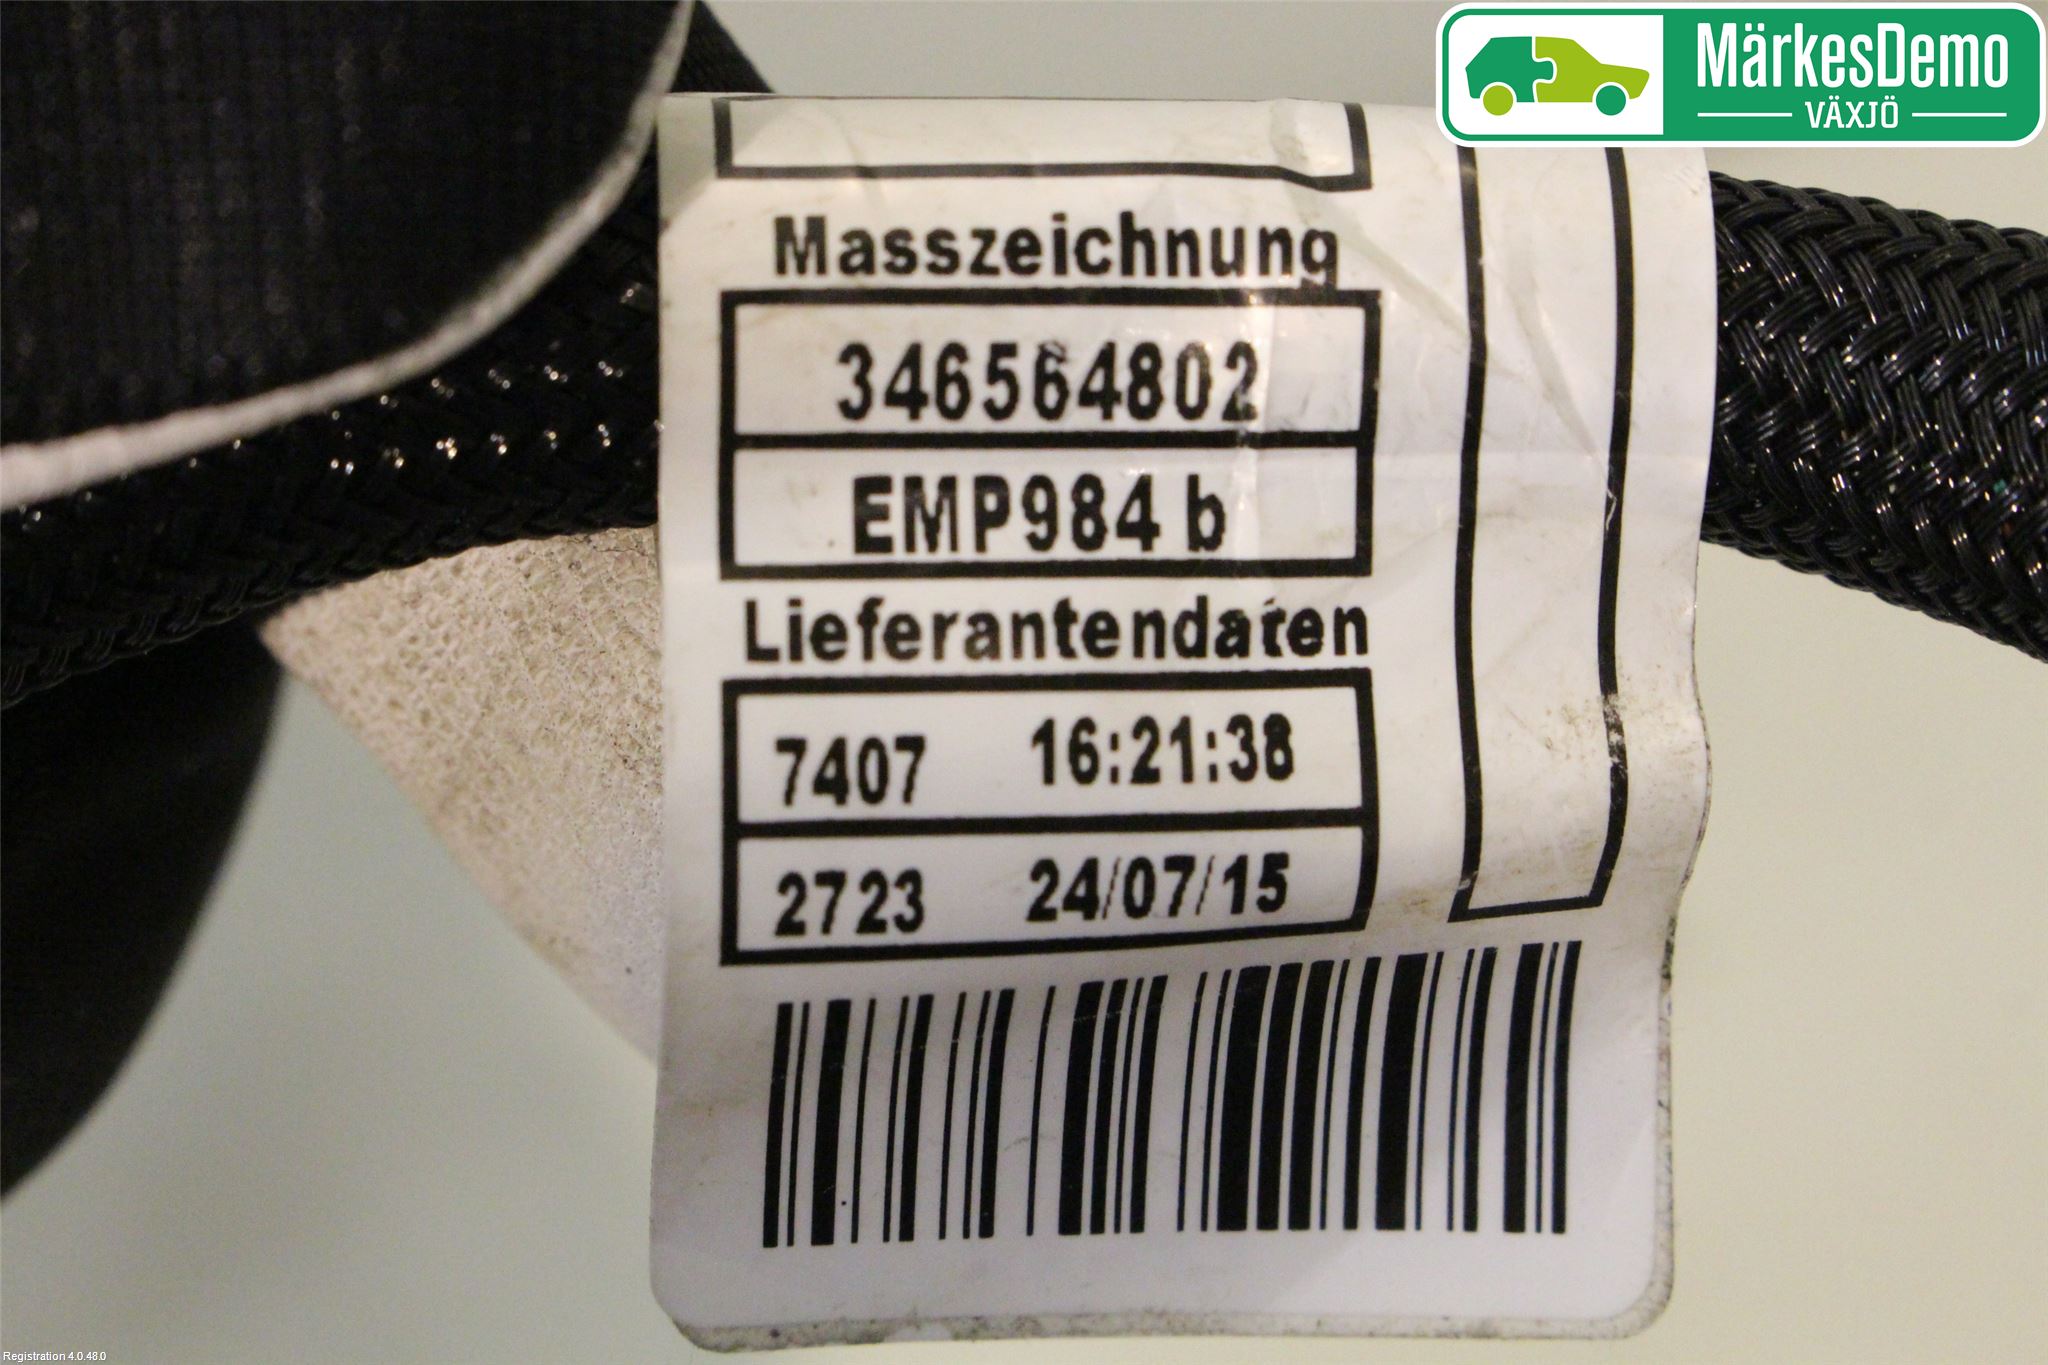 MärkesDemo
VÄXJÖ
Masszeichnung
346564802
EMP984 b
Lieferantendaten
7407 16:21:38
2723 24/07/15
Registration 4.0.48.0